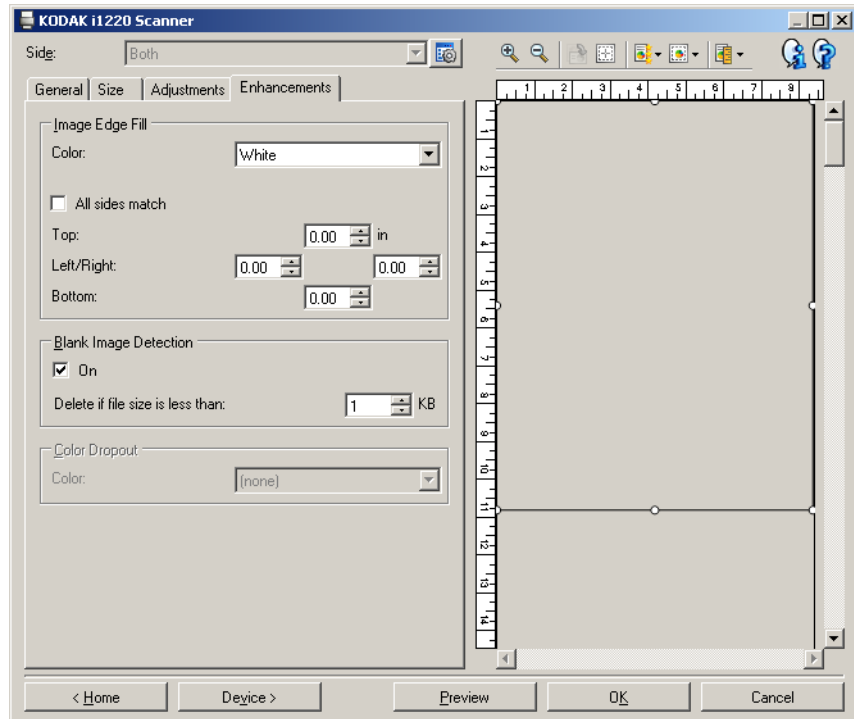 KODAK i1220 Scanner
Side: Both
General Size Adjustments Enhancements
Image Edge Fill
Color: White
All sides match
Top: 0.00 in
Left/Right: 0.00 0.00
Bottom: 0.00
Blank Image Detection
On
Delete if file size is less than: 1 KB
Color Dropout
Color: (none)
1 2 3 4 5 6 7 8
1
2
3
4
5
6
7
8
9
10
11
12
13
14
< Home Device > Preview OK Cancel